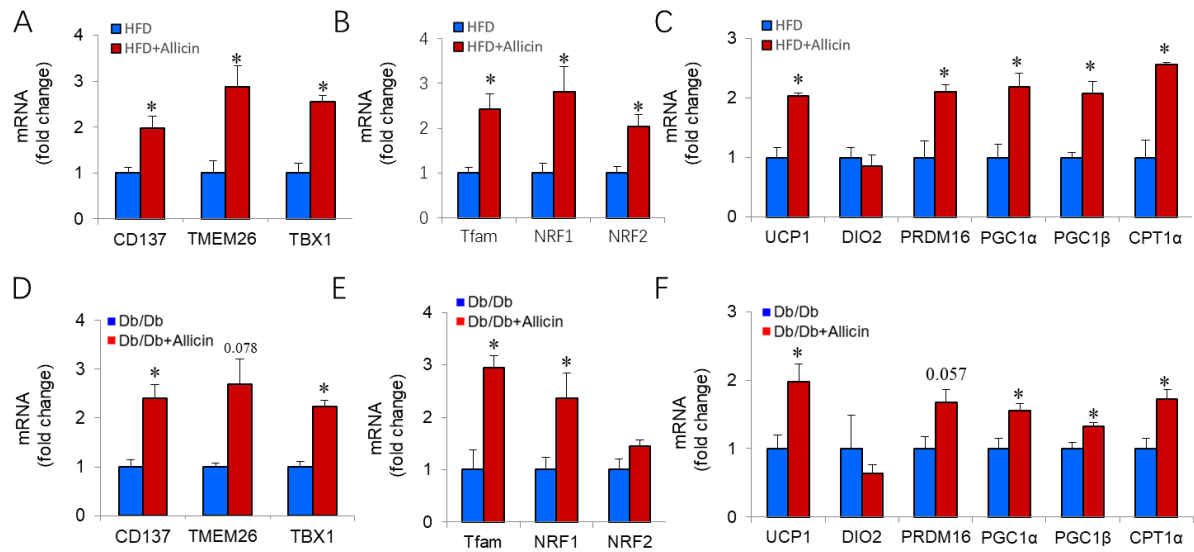 A
HFD
HFD+Allicin
mRNA
(fold change)
4
3
2
1
0
*
*
*
CD137 TMEM26 TBX1
B
HFD
HFD+Allicin
mRNA
(fold change)
4
3
2
1
0
*
*
*
Tfam NRF1 NRF2
C
HFD
HFD+Allicin
mRNA
(fold change)
3
2
1
0
*
*
*
*
*
UCP1 DIO2 PRDM16 PGC1α PGC1β CPT1α
D
Db/Db
Db/Db+Allicin
mRNA
(fold change)
4
3
2
1
0
*
0.078
*
CD137 TMEM26 TBX1
E
Db/Db
Db/Db+Allicin
mRNA
(fold change)
4
3
2
1
0
*
*
Tfam NRF1 NRF2
F
Db/Db
Db/Db+Allicin
mRNA
(fold change)
3
2
1
0
*
0.057
*
*
*
UCP1 DIO2 PRDM16 PGC1α PGC1β CPT1α